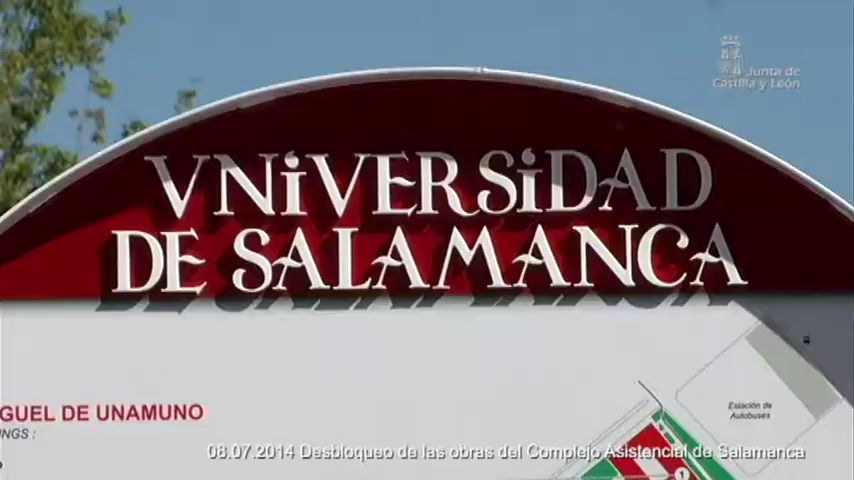 Junta de
Castilla y León
VNiVERSiDAD
DE SALAMANCA
GUEL DE UNAMUNO
NGS :
Estación de
Autobuses
1
08.07.2014 Desbloqueo de las obras del Complejo Asistencial de Salamanca